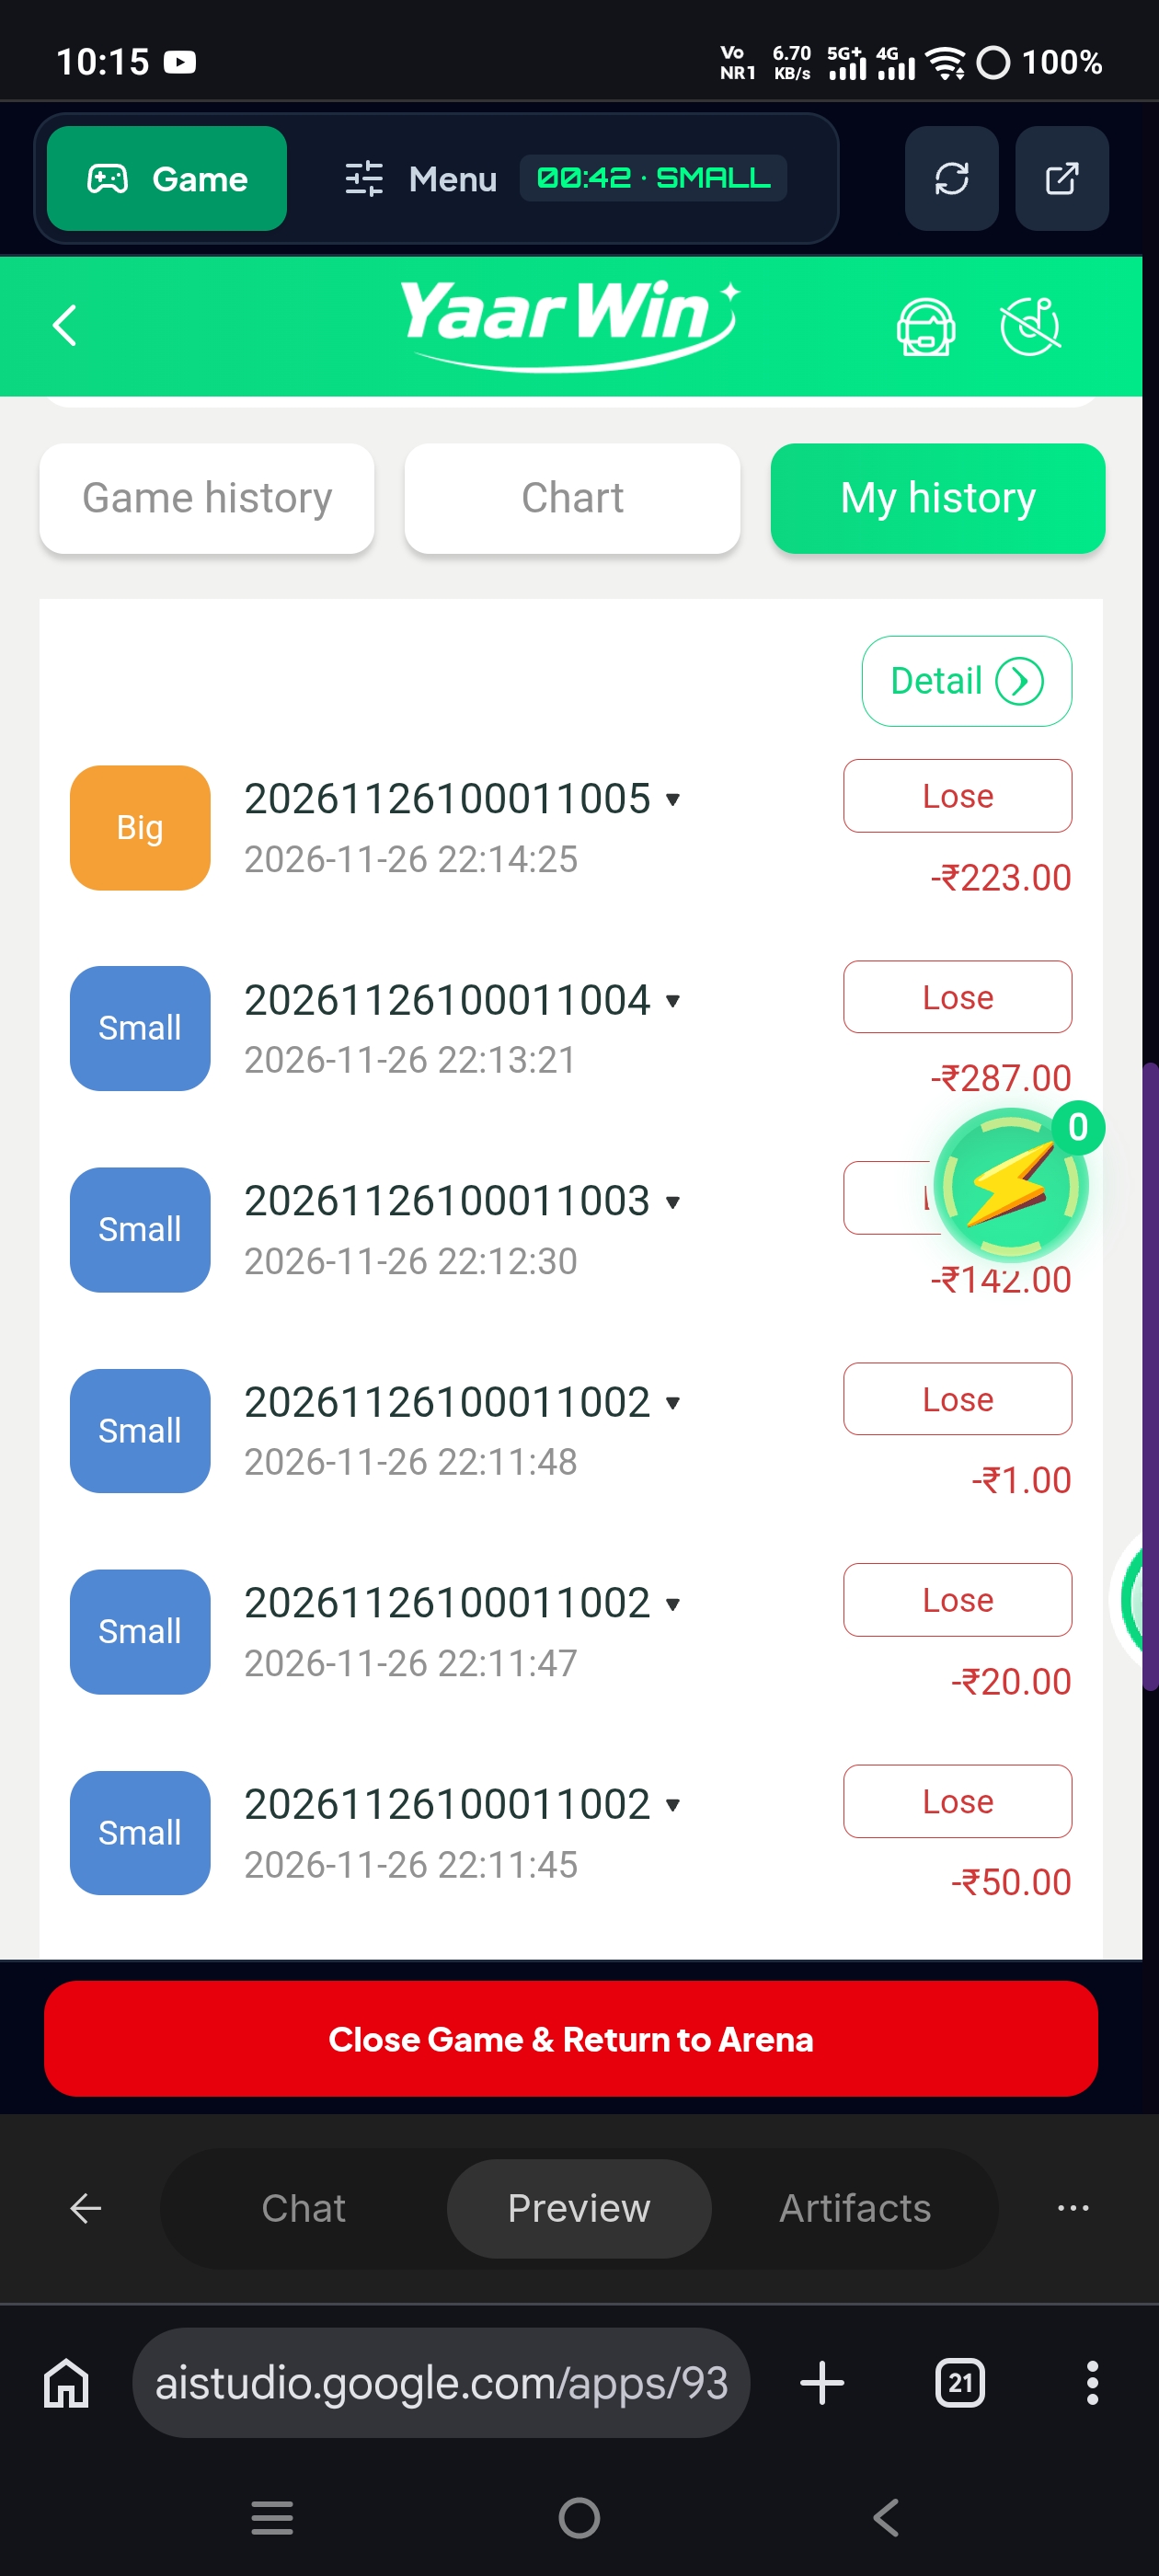 10:15
Vo NR1 6.70 KB/s 5G+ 4G 100%
Game Menu 00:42 · SMALL
YaarWin
Game history Chart My history
Detail
Big 20261126100011005 Lose
2026-11-26 22:14:25 -₹223.00
Small 20261126100011004 Lose
2026-11-26 22:13:21 -₹287.00
0
Small 20261126100011003
2026-11-26 22:12:30 -₹142.00
Small 20261126100011002 Lose
2026-11-26 22:11:48 -₹1.00
Small 20261126100011002 Lose
2026-11-26 22:11:47 -₹20.00
Small 20261126100011002 Lose
2026-11-26 22:11:45 -₹50.00
Close Game & Return to Arena
Chat Preview Artifacts
aistudio.google.com/apps/93 21